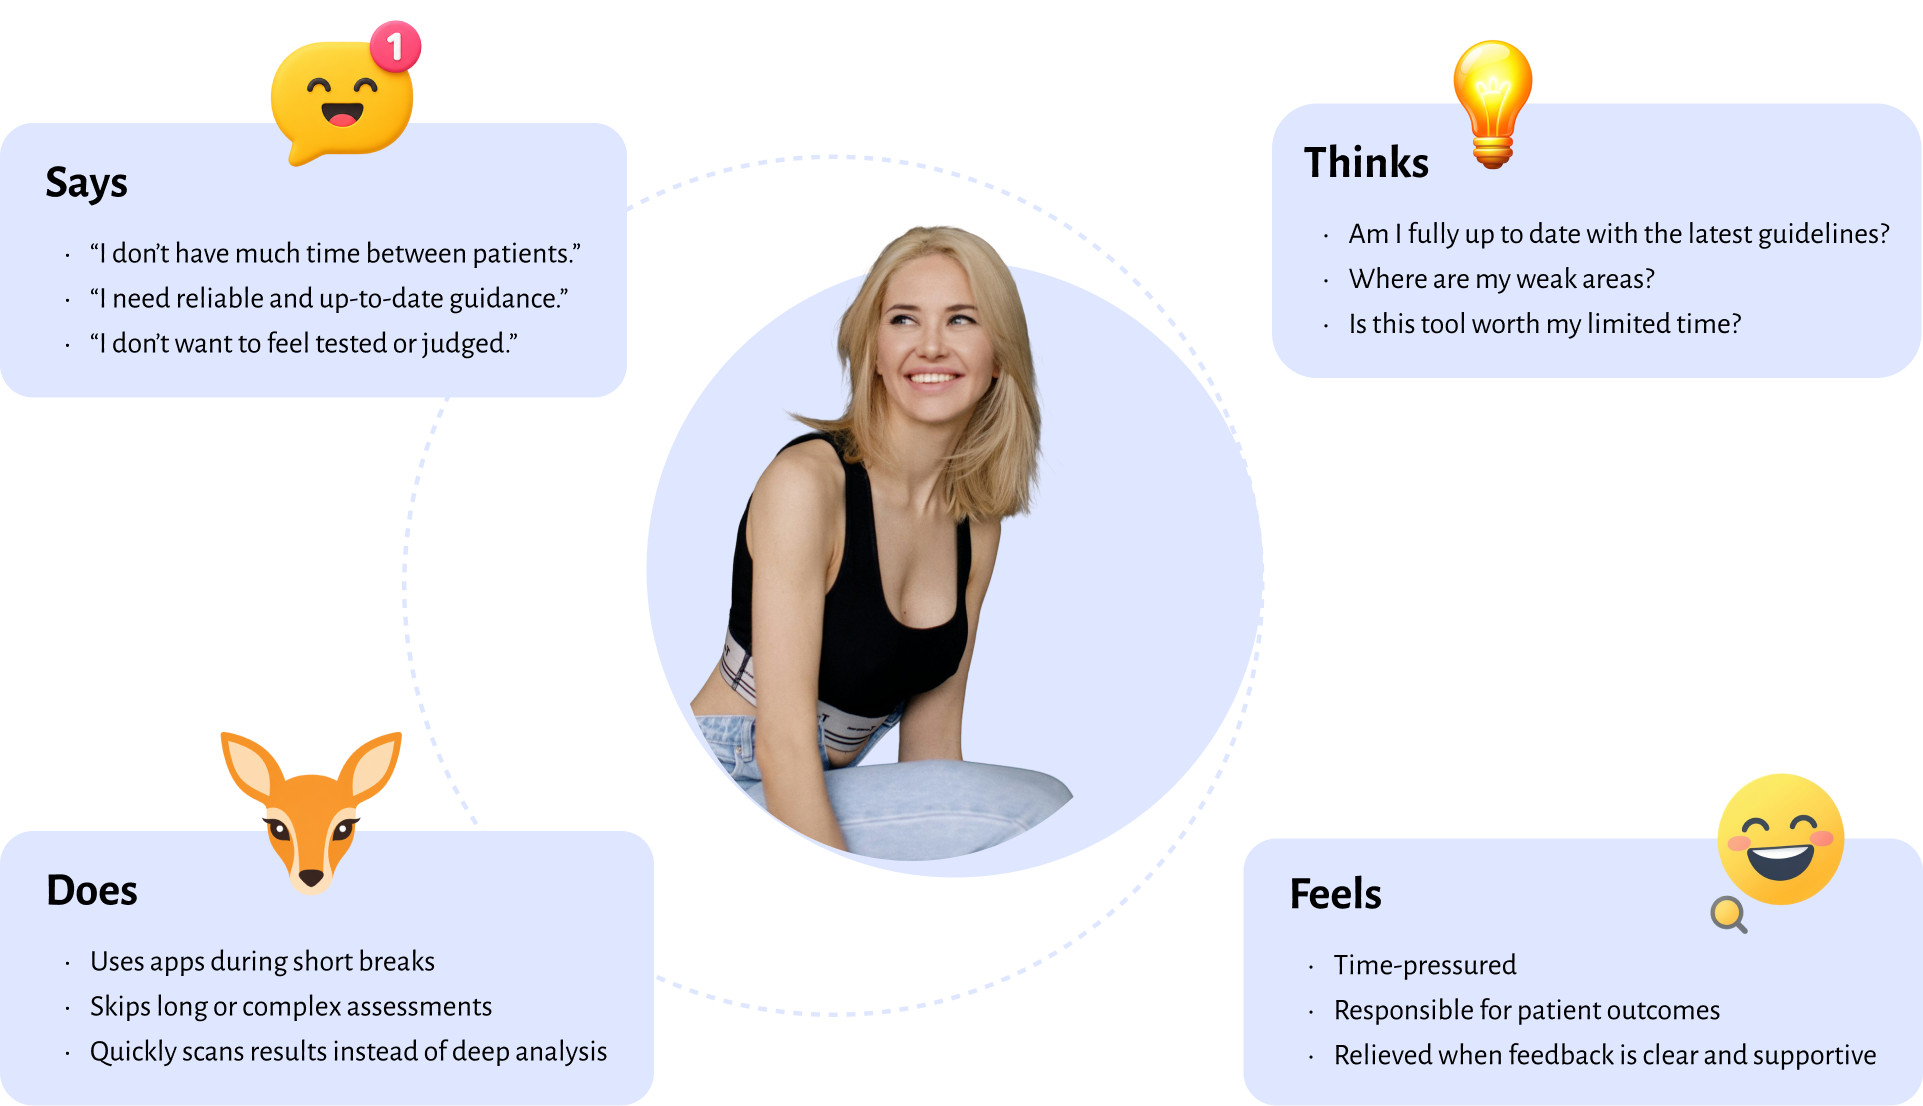 1
Says
· “I don’t have much time between patients.”
· “I need reliable and up-to-date guidance.”
· “I don’t want to feel tested or judged.”
Thinks
· Am I fully up to date with the latest guidelines?
· Where are my weak areas?
· Is this tool worth my limited time?
Does
· Uses apps during short breaks
· Skips long or complex assessments
· Quickly scans results instead of deep analysis
Feels
· Time-pressured
· Responsible for patient outcomes
· Relieved when feedback is clear and supportive